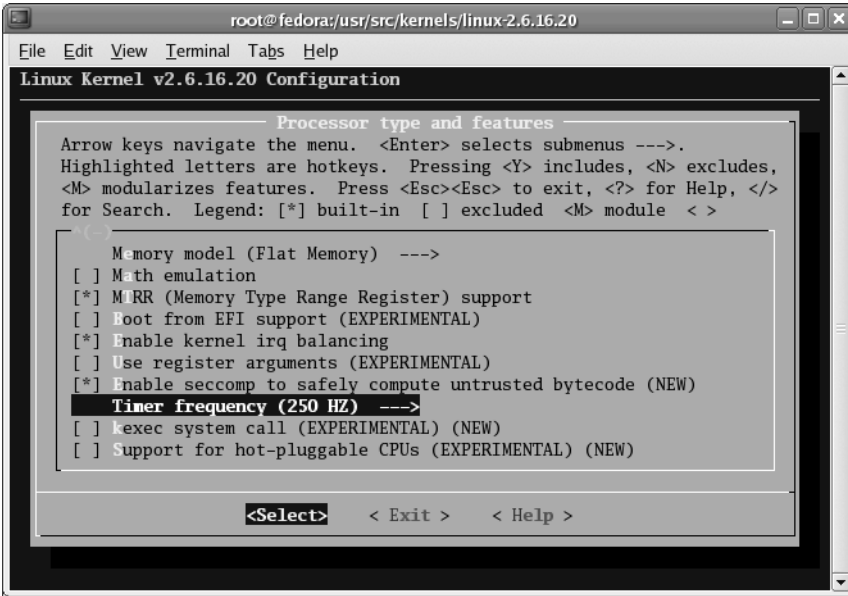 root@fedora:/usr/src/kernels/linux-2.6.16.20
File Edit View Terminal Tabs Help
Linux Kernel v2.6.16.20 Configuration
Processor type and features
Arrow keys navigate the menu. <Enter> selects submenus --->.
Highlighted letters are hotkeys. Pressing <Y> includes, <N> excludes,
<M> modularizes features. Press <Esc><Esc> to exit, <?> for Help, </>
for Search. Legend: [*] built-in [ ] excluded <M> module < >
^(-)
Memory model (Flat Memory) --->
[ ] Math emulation
[*] MTRR (Memory Type Range Register) support
[ ] Boot from EFI support (EXPERIMENTAL)
[*] Enable kernel irq balancing
[ ] Use register arguments (EXPERIMENTAL)
[*] Enable seccomp to safely compute untrusted bytecode (NEW)
Timer frequency (250 HZ) --->
[ ] kexec system call (EXPERIMENTAL) (NEW)
[ ] Support for hot-pluggable CPUs (EXPERIMENTAL) (NEW)
<Select> < Exit > < Help >